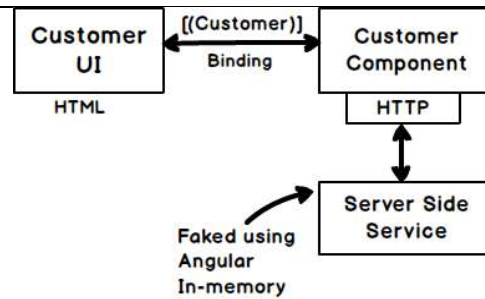 Customer
UI
[(Customer)]
Binding
Customer
Component
HTML
HTTP
Server Side
Service
Faked using
Angular
In-memory